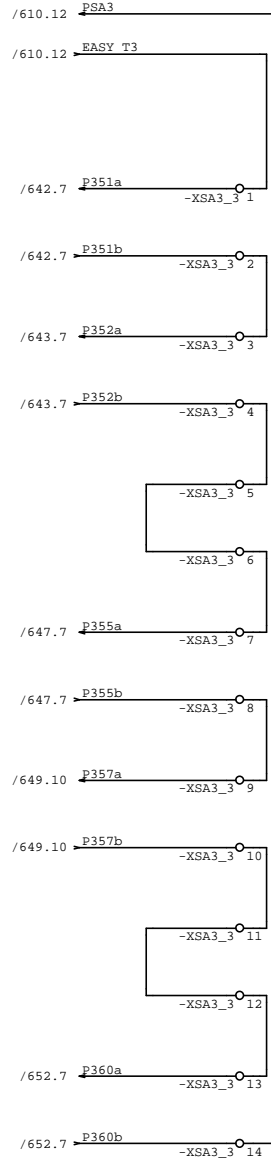 /610.12 PSA3
/610.12 EASY T3
/642.7 P351a
-XSA3_3 1
/642.7 P351b
-XSA3_3 2
/643.7 P352a
-XSA3_3 3
/643.7 P352b
-XSA3_3 4
-XSA3_3 5
-XSA3_3 6
/647.7 P355a
-XSA3_3 7
/647.7 P355b
-XSA3_3 8
/649.10 P357a
-XSA3_3 9
/649.10 P357b
-XSA3_3 10
-XSA3_3 11
-XSA3_3 12
/652.7 P360a
-XSA3_3 13
/652.7 P360b
-XSA3_3 14